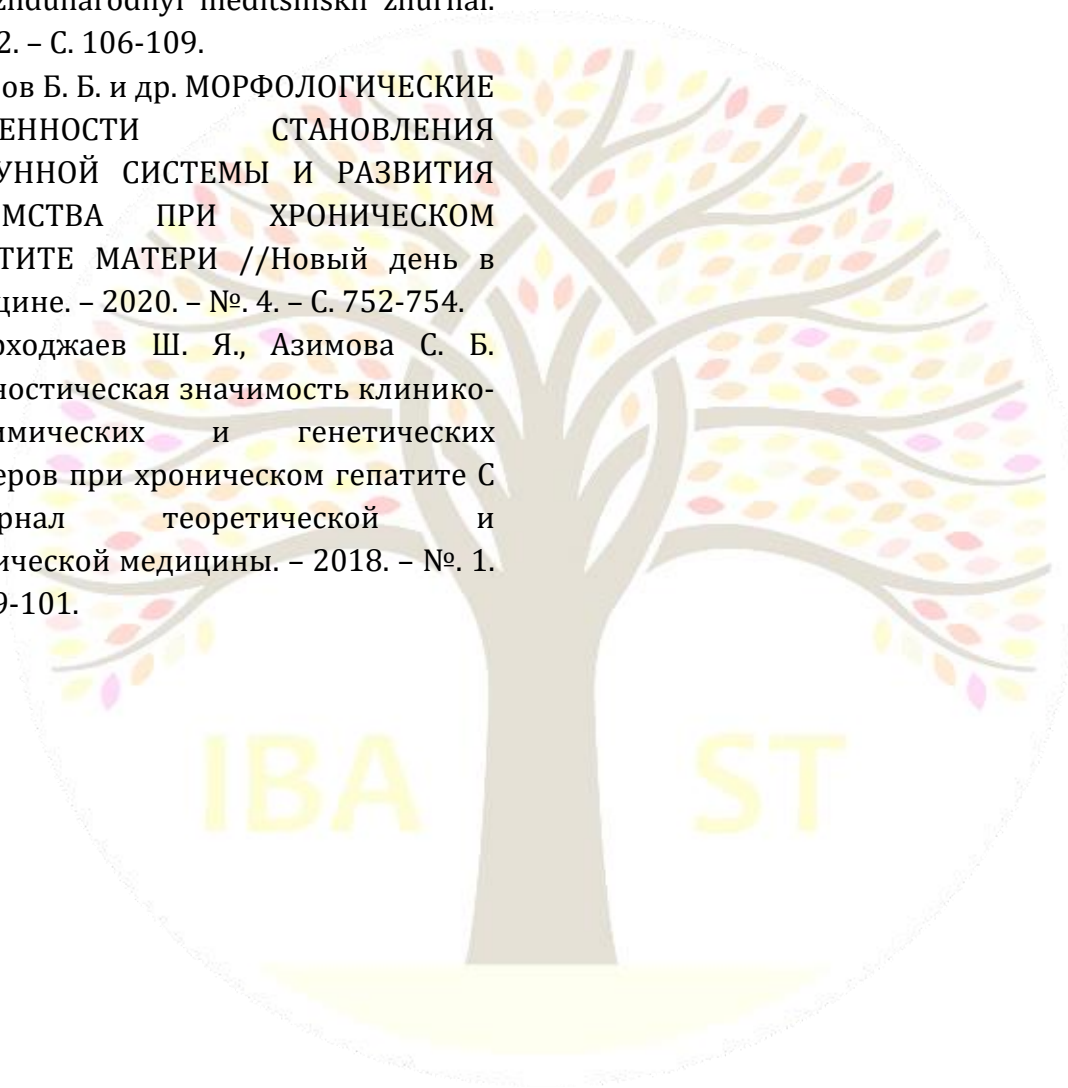 zhdunarodnyi meditsinskii zhurnal.
2. – С. 106-109.
ов Б. Б. и др. МОРФОЛОГИЧЕСКИЕ
ЕННОСТИ СТАНОВЛЕНИЯ
УННОЙ СИСТЕМЫ И РАЗВИТИЯ
МСТВА ПРИ ХРОНИЧЕСКОМ
ТИТЕ МАТЕРИ //Новый день в
цине. – 2020. – №. 4. – С. 752-754.
рходжаев Ш. Я., Азимова С. Б.
ностическая значимость клинико-
имических и генетических
еров при хроническом гепатите С
рнал теоретической и
ической медицины. – 2018. – №. 1.
9-101.
IBA ST